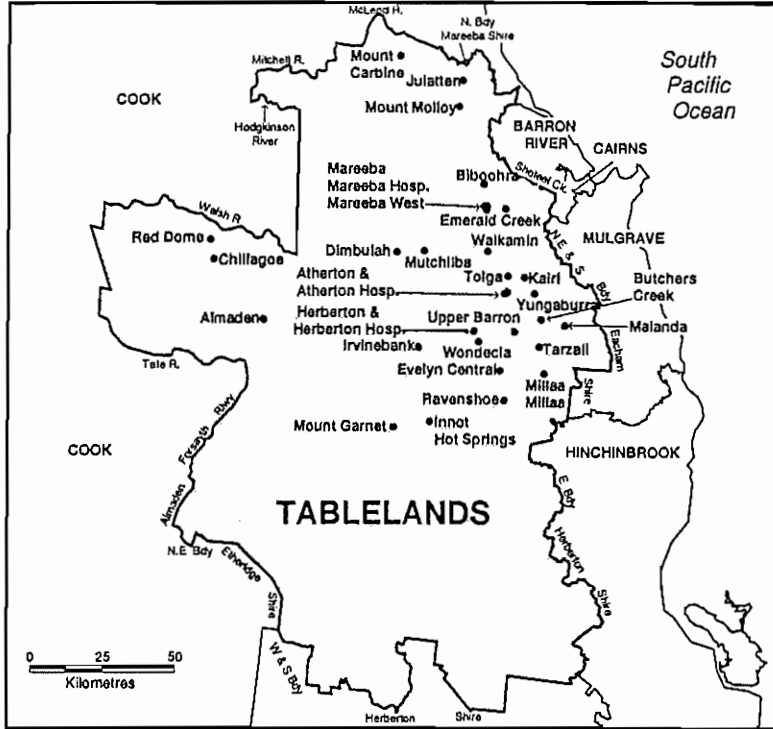 McLeod R.
N. Bdy
Mareeba Shire
South
Pacific
Ocean
Mitchell R.
Mount
Carbine
Julatten
COOK
Mount Molloy
Hodgkinson
River
BARRON
RIVER
CAIRNS
Shoteel Ck.
Mareeba
Mareeba Hosp.
Mareeba West
Biboohra
Emerald Creek
Walsh R.
Red Dome
Chillagoe
Dimbulah
Mutchilba
Walkamin
N.E & S
Bdy
MULGRAVE
Atherton &
Atherton Hosp.
Tolga
Kairi
Yungaburra
Butchers
Creek
Almaden
Herberton &
Herberton Hosp.
Upper Barron
Malanda
Irvinebank
Wondecla
Tarzali
Eacham
Shire
Tate R.
Evelyn Central
Millaa
Millaa
Ravenshoe
Mount Garnet
Innot
Hot Springs
Almaden
Forsayth
Rlwy
COOK
HINCHINBROOK
TABLELANDS
E. Bdy
Herberton
Shire
N.E Bdy
Etheridge
Shire
W & S Bdy
0 25 50
Kilometres
Herberton
Shire